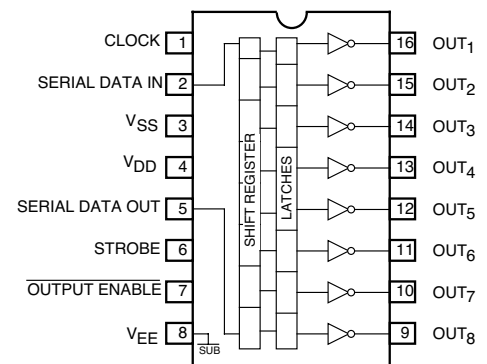 CLOCK 1 16 OUT1
SERIAL DATA IN 2 15 OUT2
VSS 3 14 OUT3
VDD 4 13 OUT4
SERIAL DATA OUT 5 12 OUT5
STROBE 6 11 OUT6
OUTPUT ENABLE 7 10 OUT7
VEE 8 9 OUT8
SUB
SHIFT REGISTER
LATCHES